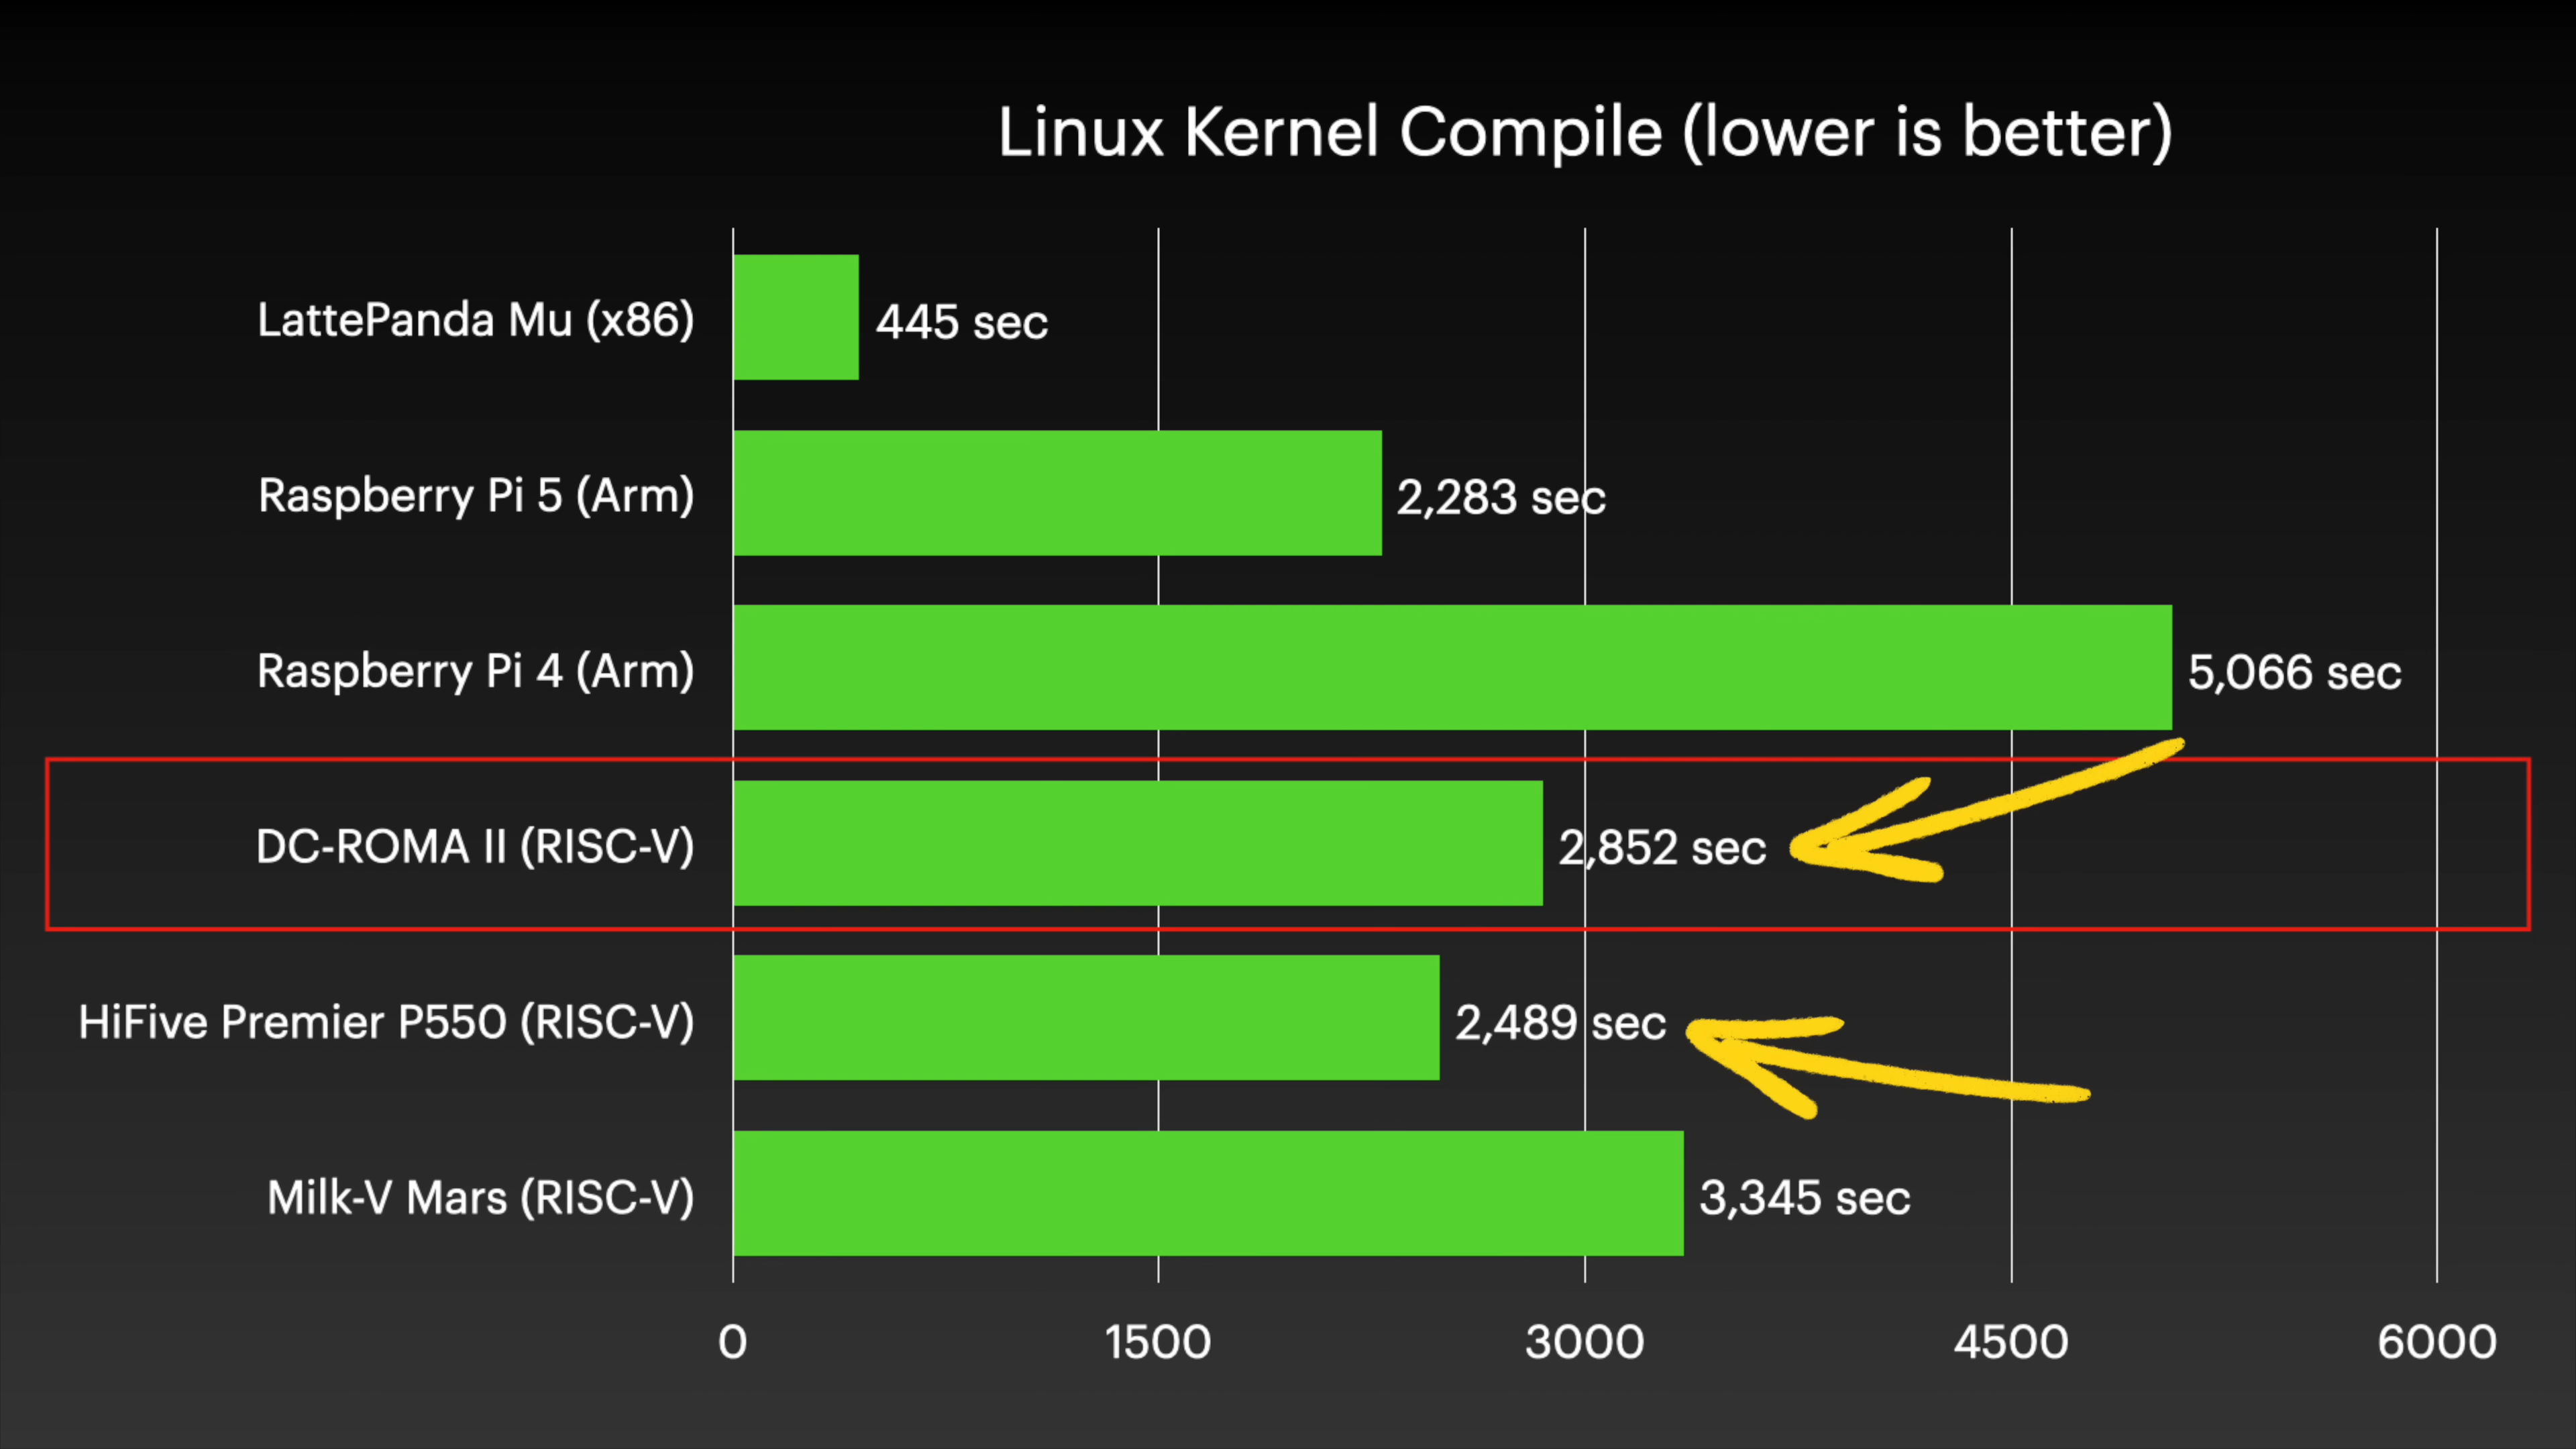 Linux Kernel Compile (lower is better)
LattePanda Mu (x86)
445 sec
Raspberry Pi 5 (Arm)
2,283 sec
Raspberry Pi 4 (Arm)
5,066 sec
DC-ROMA II (RISC-V)
2,852 sec
HiFive Premier P550 (RISC-V)
2,489 sec
Milk-V Mars (RISC-V)
3,345 sec
0 1500 3000 4500 6000